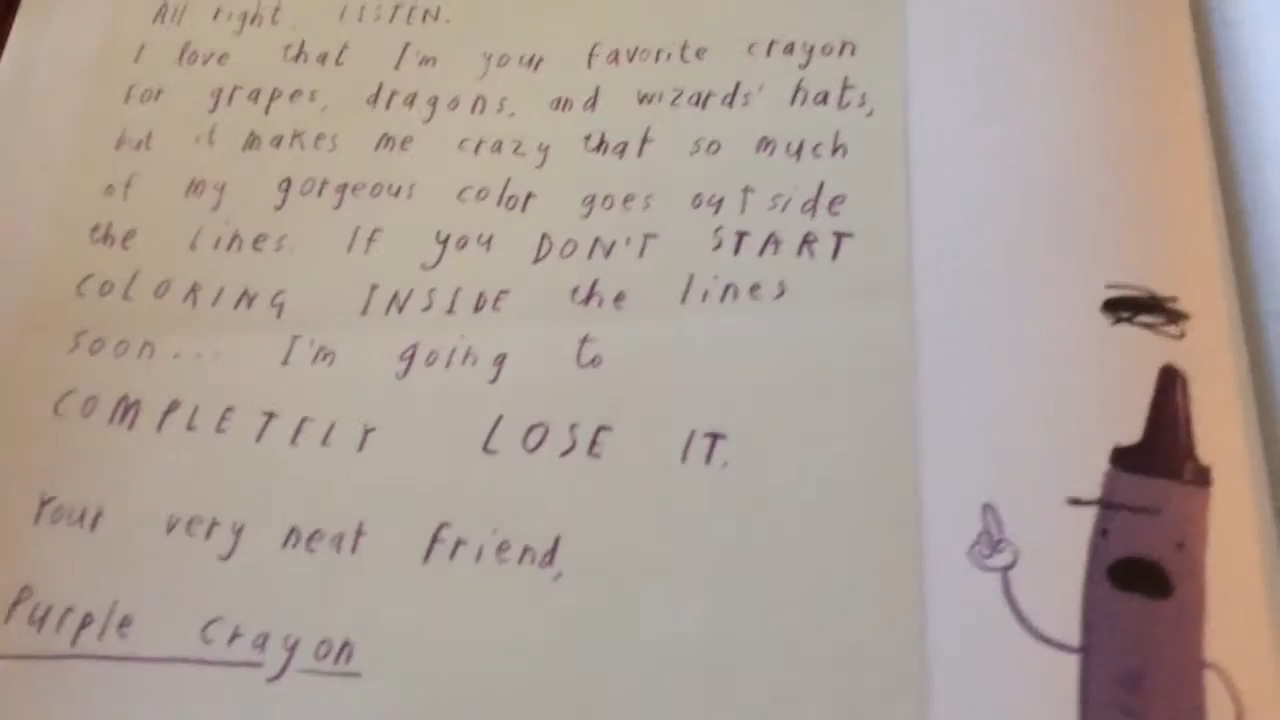 All right, LISTEN.
I love that I'm your favorite crayon
for grapes, dragons, and wizards' hats,
but it makes me crazy that so much
of my gorgeous color goes outside
the lines. If you DON'T START
COLORING INSIDE the lines
soon... I'm going to
COMPLETELY LOSE IT.
Your very neat friend,
Purple Crayon